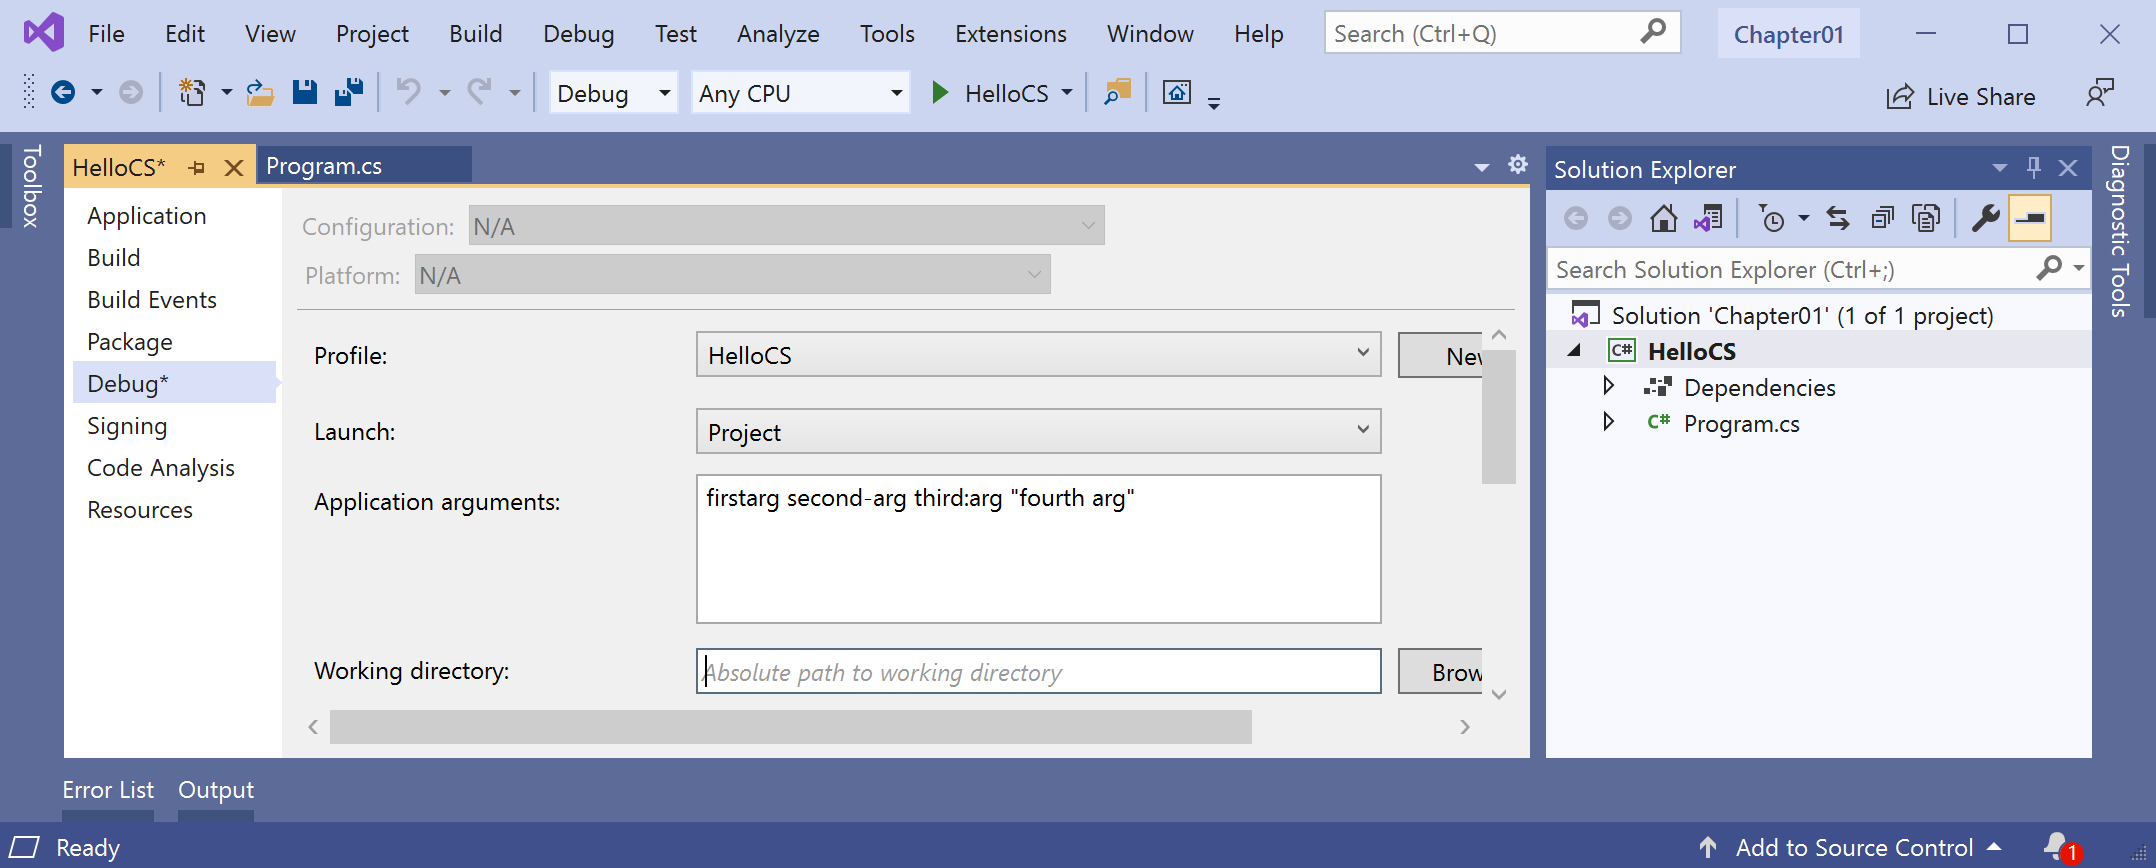 File Edit View Project Build Debug Test Analyze Tools Extensions Window Help Search (Ctrl+Q) Chapter01
Debug Any CPU HelloCS Live Share
Toolbox
HelloCS* Program.cs
Application
Build
Build Events
Package
Debug*
Signing
Code Analysis
Resources
Configuration: N/A
Platform: N/A
Profile: HelloCS New
Launch: Project
Application arguments: firstarg second-arg third:arg "fourth arg"
Working directory: Absolute path to working directory Brow
Solution Explorer
Search Solution Explorer (Ctrl+;)
Solution 'Chapter01' (1 of 1 project)
C# HelloCS
Dependencies
C# Program.cs
Diagnostic Tools
Error List Output
Ready Add to Source Control 1